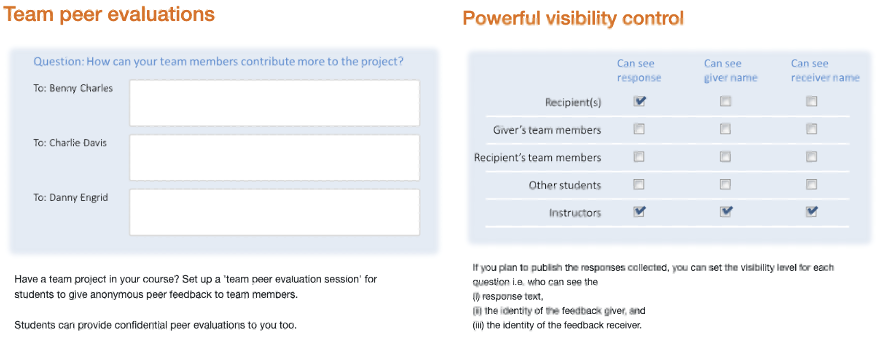 Team peer evaluations
Question: How can your team members contribute more to the project?
To: Benny Charles
To: Charlie Davis
To: Danny Engrid
Have a team project in your course? Set up a 'team peer evaluation session' for
students to give anonymous peer feedback to team members.
Students can provide confidential peer evaluations to you too.
Powerful visibility control
Can see response
Can see giver name
Can see receiver name
Recipient(s)
Giver's team members
Recipient's team members
Other students
Instructors
If you plan to publish the responses collected, you can set the visibility level for each
question i.e. who can see the
(i) response text,
(ii) the identity of the feedback giver, and
(iii) the identity of the feedback receiver.